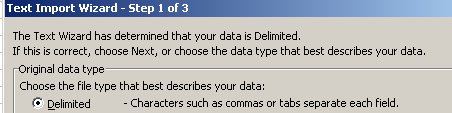 Text Import Wizard - Step 1 of 3
The Text Wizard has determined that your data is Delimited.
If this is correct, choose Next, or choose the data type that best describes your data.
Original data type
Choose the file type that best describes your data:
Delimited - Characters such as commas or tabs separate each field.